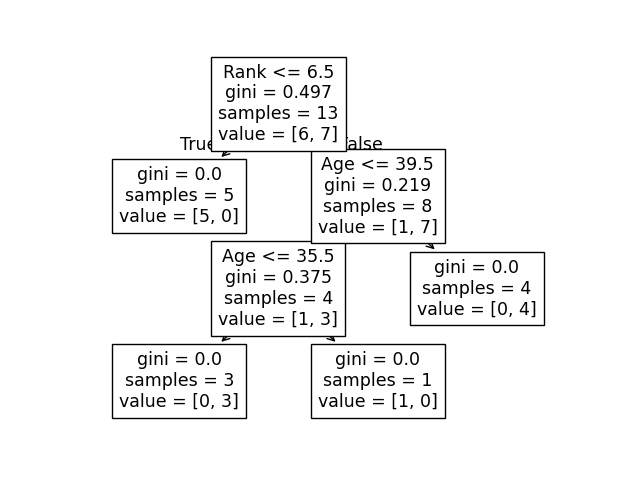 Rank <= 6.5
gini = 0.497
samples = 13
value = [6, 7]
True
False
gini = 0.0
samples = 5
value = [5, 0]
Age <= 39.5
gini = 0.219
samples = 8
value = [1, 7]
Age <= 35.5
gini = 0.375
samples = 4
value = [1, 3]
gini = 0.0
samples = 4
value = [0, 4]
gini = 0.0
samples = 3
value = [0, 3]
gini = 0.0
samples = 1
value = [1, 0]